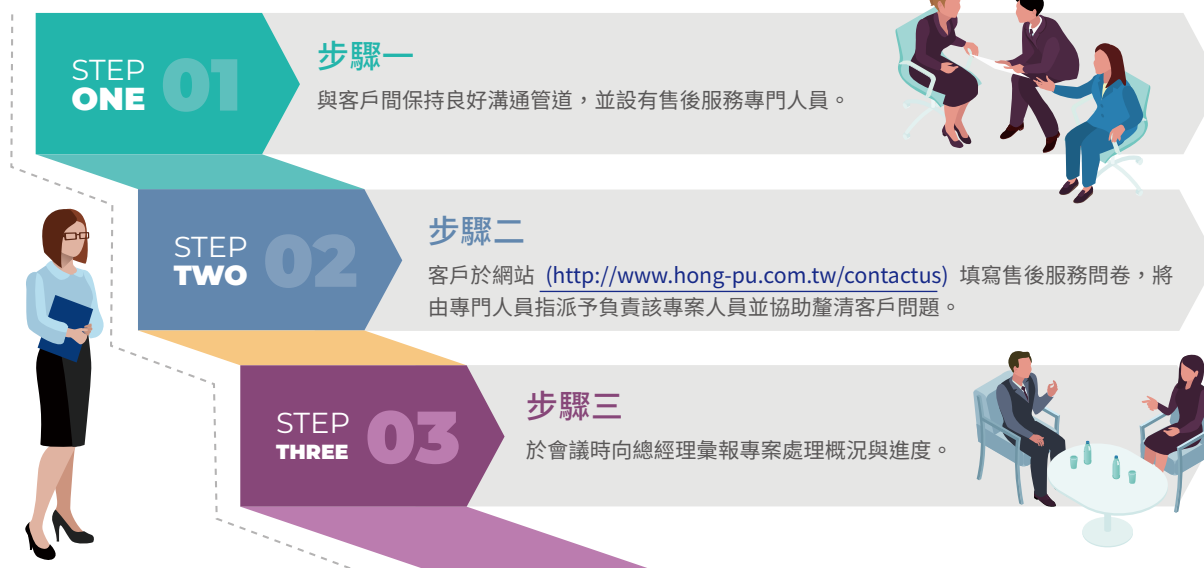 STEP
ONE 01
步驟一
與客戶間保持良好溝通管道，並設有售後服務專門人員。
STEP
TWO 02
步驟二
客戶於網站 (http://www.hong-pu.com.tw/contactus) 填寫售後服務問卷，將
由專門人員指派予負責該專案人員並協助釐清客戶問題。
STEP
THREE 03
步驟三
於會議時向總經理彙報專案處理概況與進度。